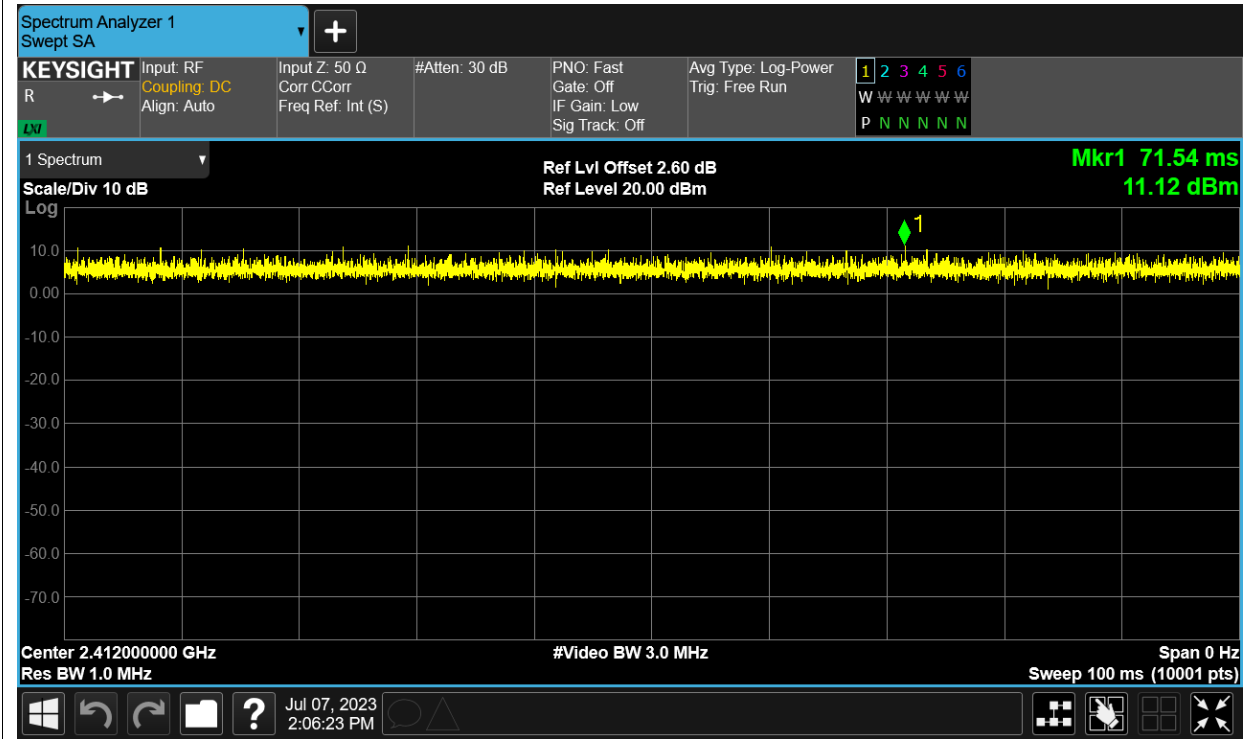 Spectrum Analyzer 1
Swept SA
KEYSIGHT
R
LXI
Input: RF
Coupling: DC
Align: Auto
Input Z: 50 Ω
Corr CCorr
Freq Ref: Int (S)
#Atten: 30 dB
PNO: Fast
Gate: Off
IF Gain: Low
Sig Track: Off
Avg Type: Log-Power
Trig: Free Run
1 2 3 4 5 6
W W W W W W
P N N N N N
1 Spectrum
Scale/Div 10 dB
Log
Ref Lvl Offset 2.60 dB
Ref Level 20.00 dBm
Mkr1 71.54 ms
11.12 dBm
1
10.0
0.00
-10.0
-20.0
-30.0
-40.0
-50.0
-60.0
-70.0
Center 2.412000000 GHz
Res BW 1.0 MHz
#Video BW 3.0 MHz
Span 0 Hz
Sweep 100 ms (10001 pts)
?
Jul 07, 2023
2:06:23 PM